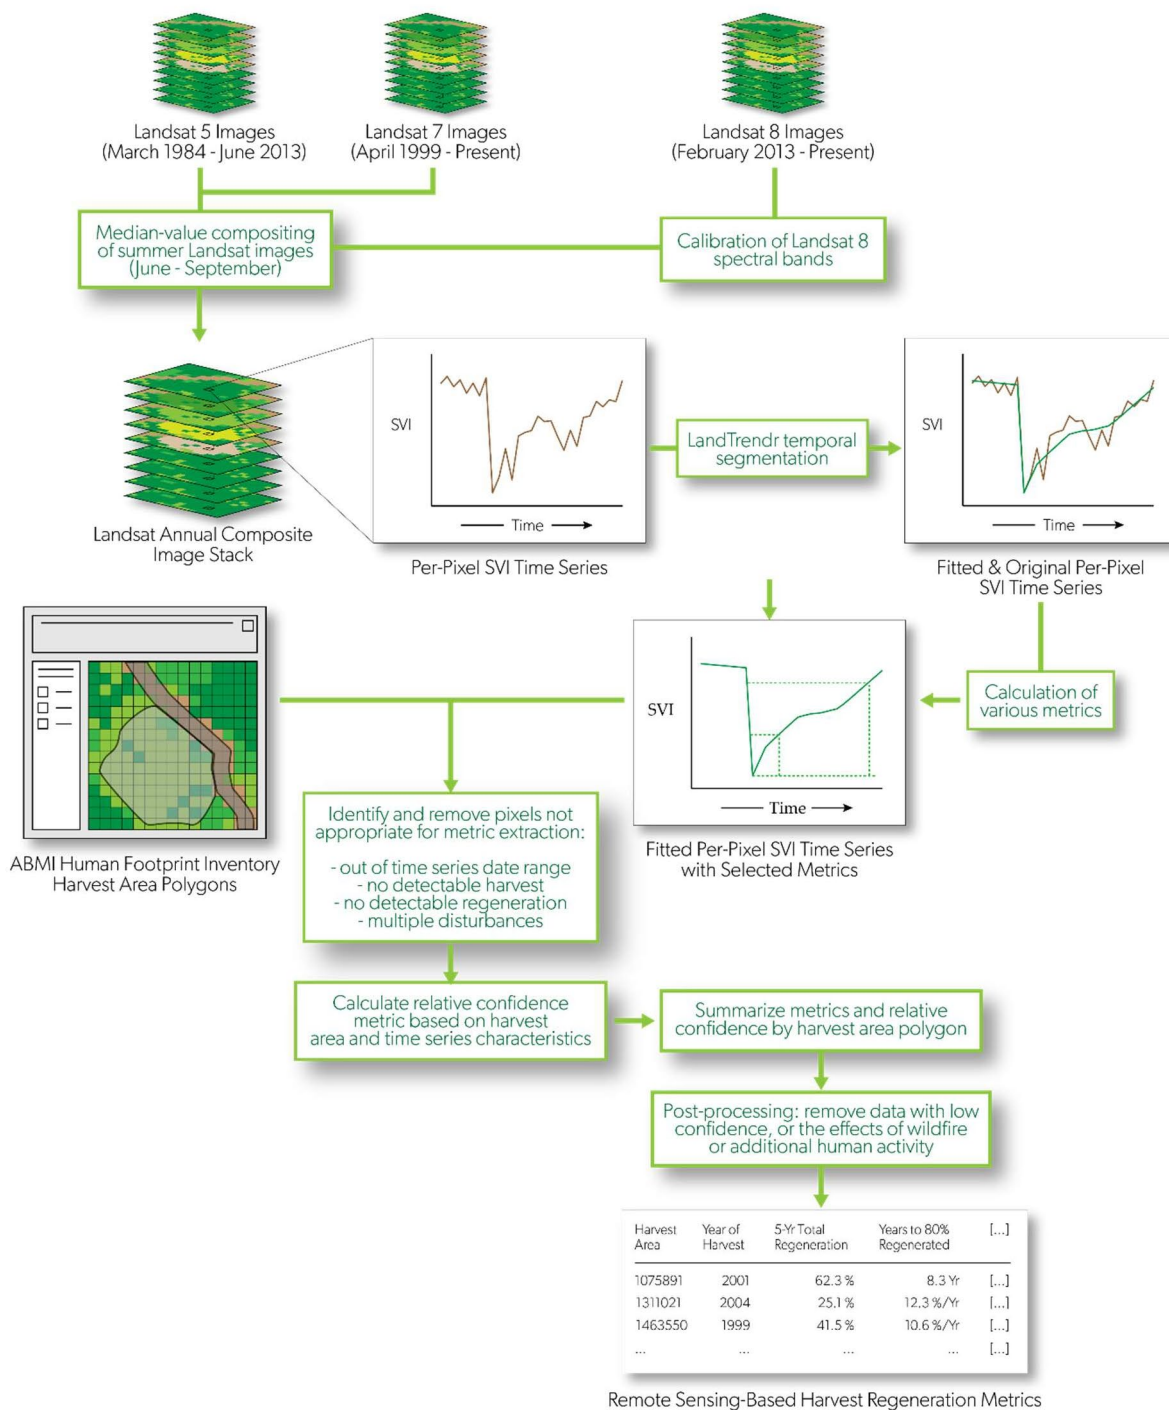 Landsat 5 Images
(March 1984 - June 2013)
Landsat 7 Images
(April 1999 - Present)
Landsat 8 Images
(February 2013 - Present)
Median-value compositing
of summer Landsat images
(June - September)
Calibration of Landsat 8
spectral bands
Landsat Annual Composite
Image Stack
SVI
Time
Per-Pixel SVI Time Series
LandTrendr temporal
segmentation
SVI
Time
Fitted & Original Per-Pixel
SVI Time Series
Calculation of
various metrics
SVI
Time
Fitted Per-Pixel SVI Time Series
with Selected Metrics
ABMI Human Footprint Inventory
Harvest Area Polygons
Identify and remove pixels not
appropriate for metric extraction:
- out of time series date range
- no detectable harvest
- no detectable regeneration
- multiple disturbances
Calculate relative confidence
metric based on harvest
area and time series characteristics
Summarize metrics and relative
confidence by harvest area polygon
Post-processing: remove data with low
confidence, or the effects of wildfire
or additional human activity
Harvest Area Year of Harvest 5-Yr Total Regeneration Years to 80% Regenerated [...]
1075891 2001 62.3 % 8.3 Yr [...]
1311021 2004 25.1 % 12.3 %/Yr [...]
1463550 1999 41.5 % 10.6 %/Yr [...]
... ... ... ... [...]
Remote Sensing-Based Harvest Regeneration Metrics